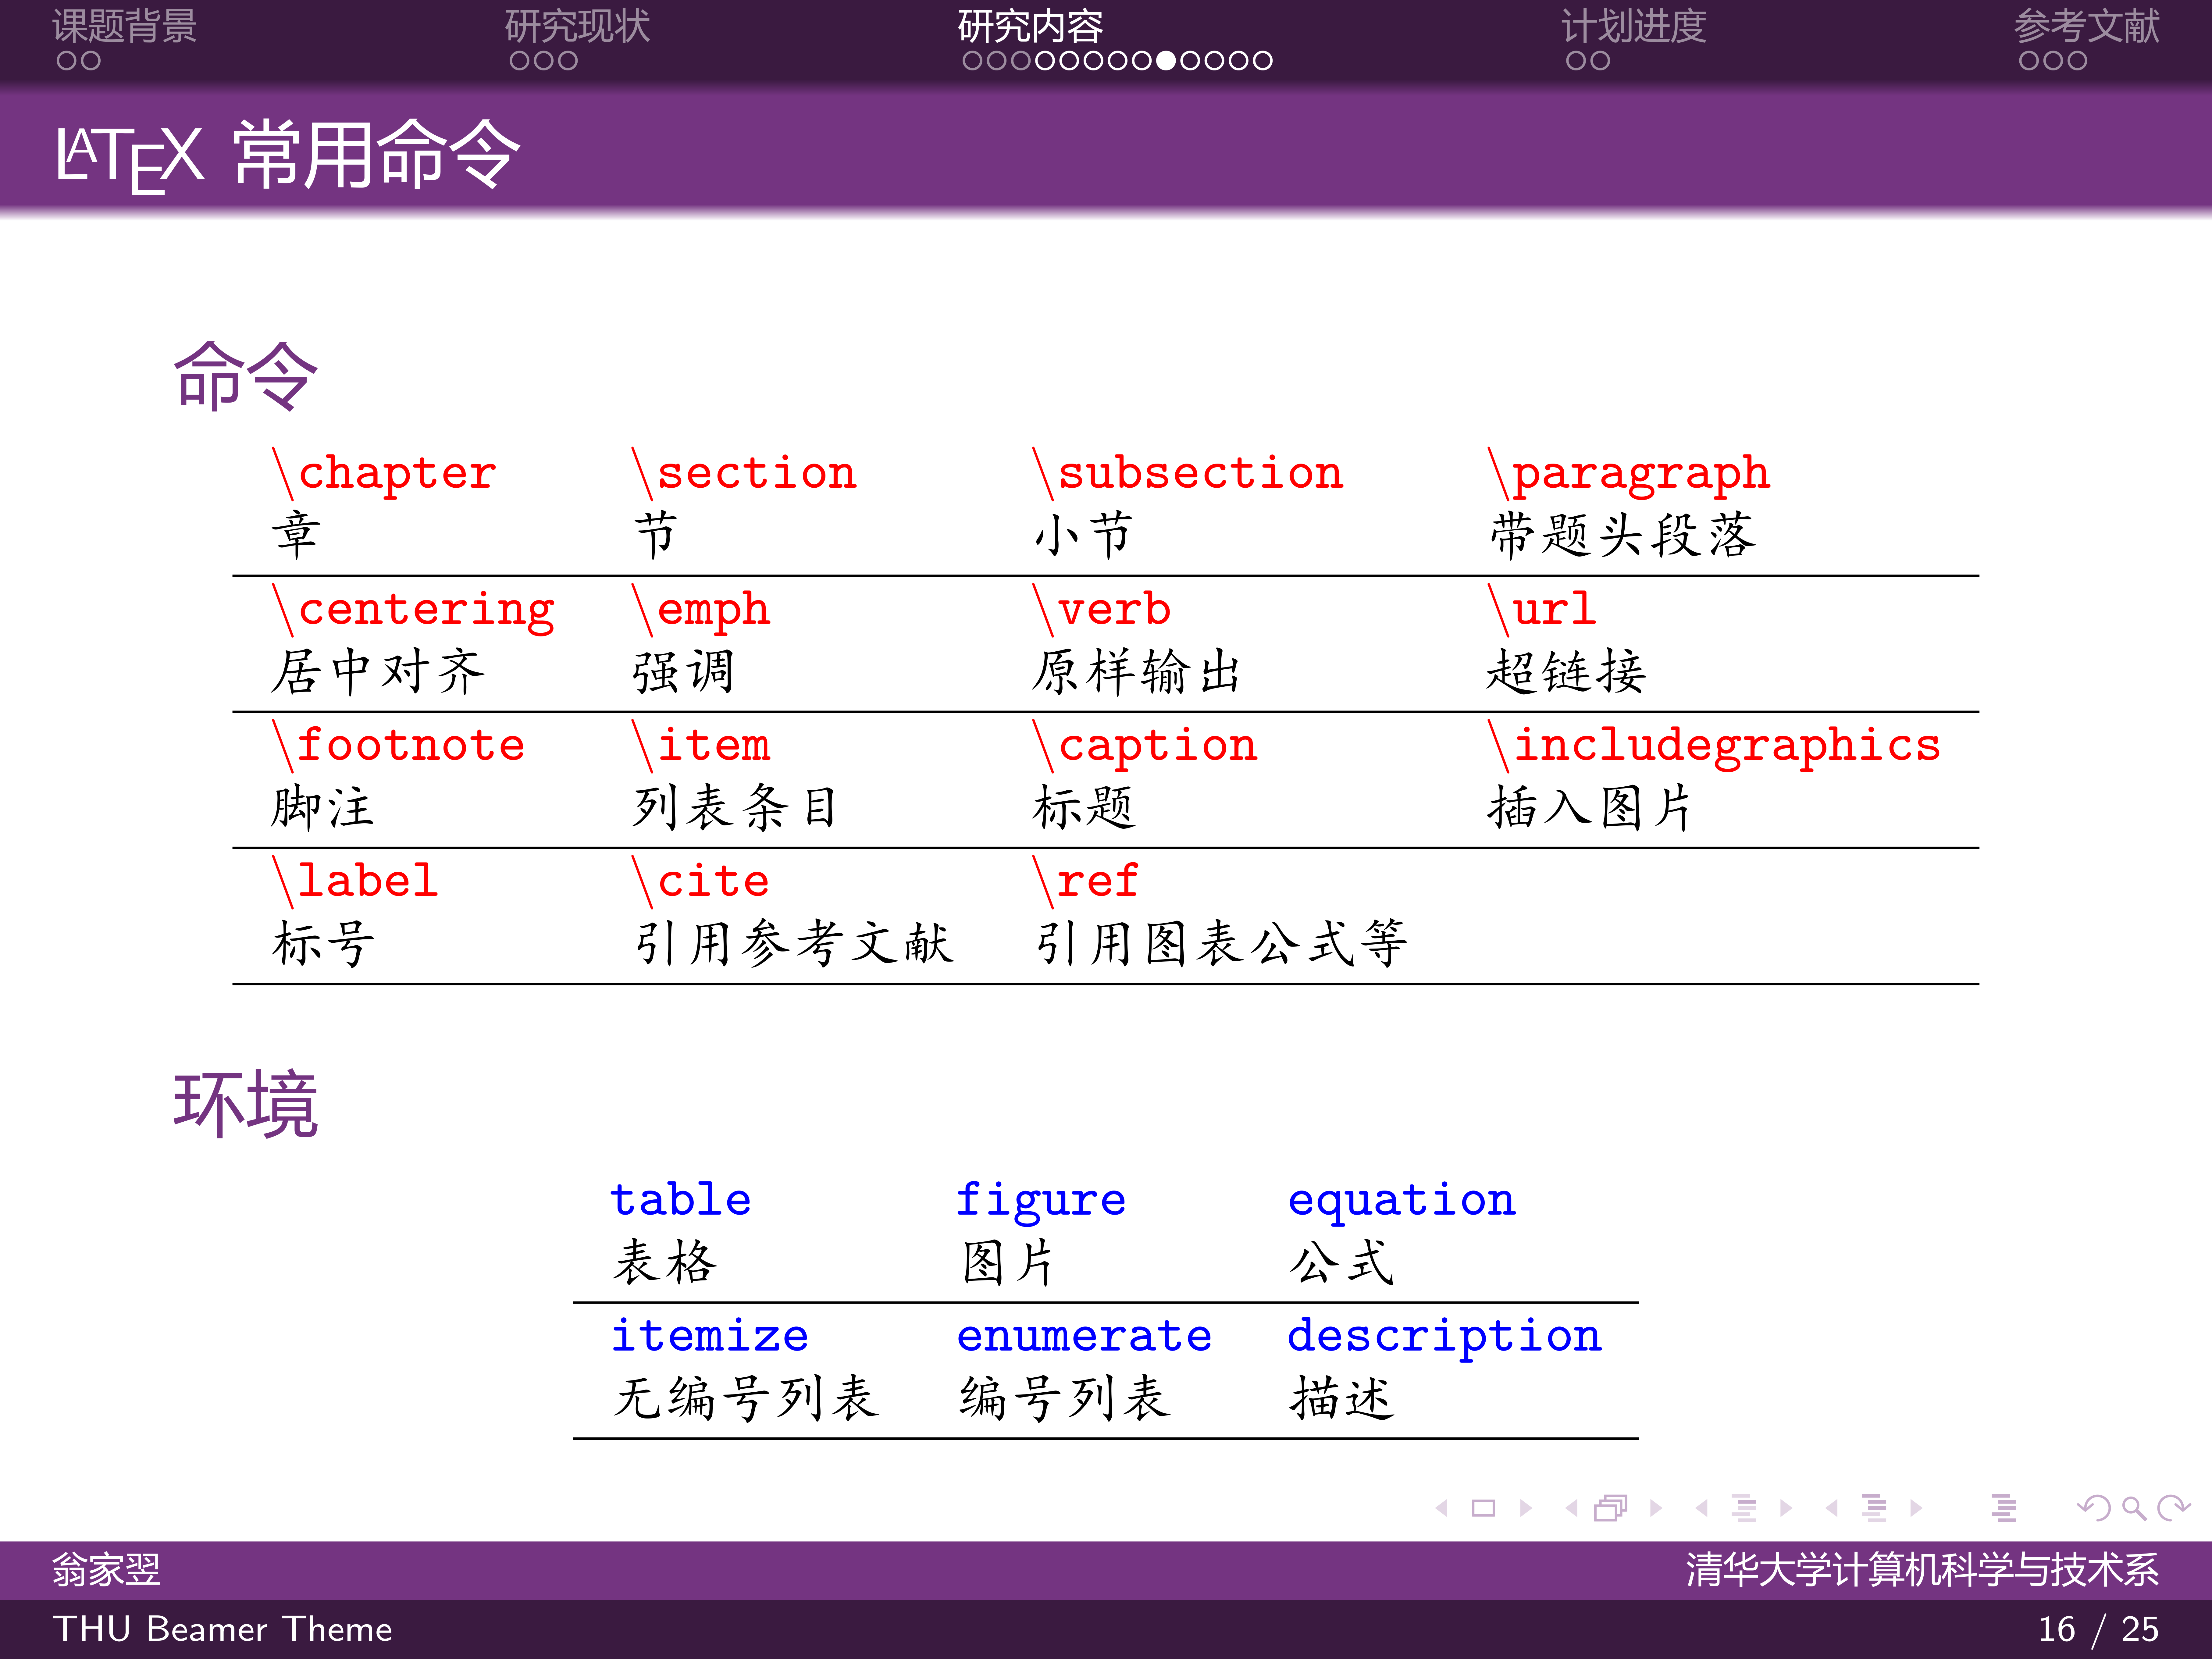 课题背景 研究现状 研究内容 计划进度 参考文献
LATEX 常用命令
命令
\chapter \section \subsection \paragraph
章 节 小节 带题头段落
\centering \emph \verb \url
居中对齐 强调 原样输出 超链接
\footnote \item \caption \includegraphics
脚注 列表条目 标题 插入图片
\label \cite \ref
标号 引用参考文献 引用图表公式等
环境
table figure equation
表格 图片 公式
itemize enumerate description
无编号列表 编号列表 描述
翁家翌 清华大学计算机科学与技术系
THU Beamer Theme 16 / 25